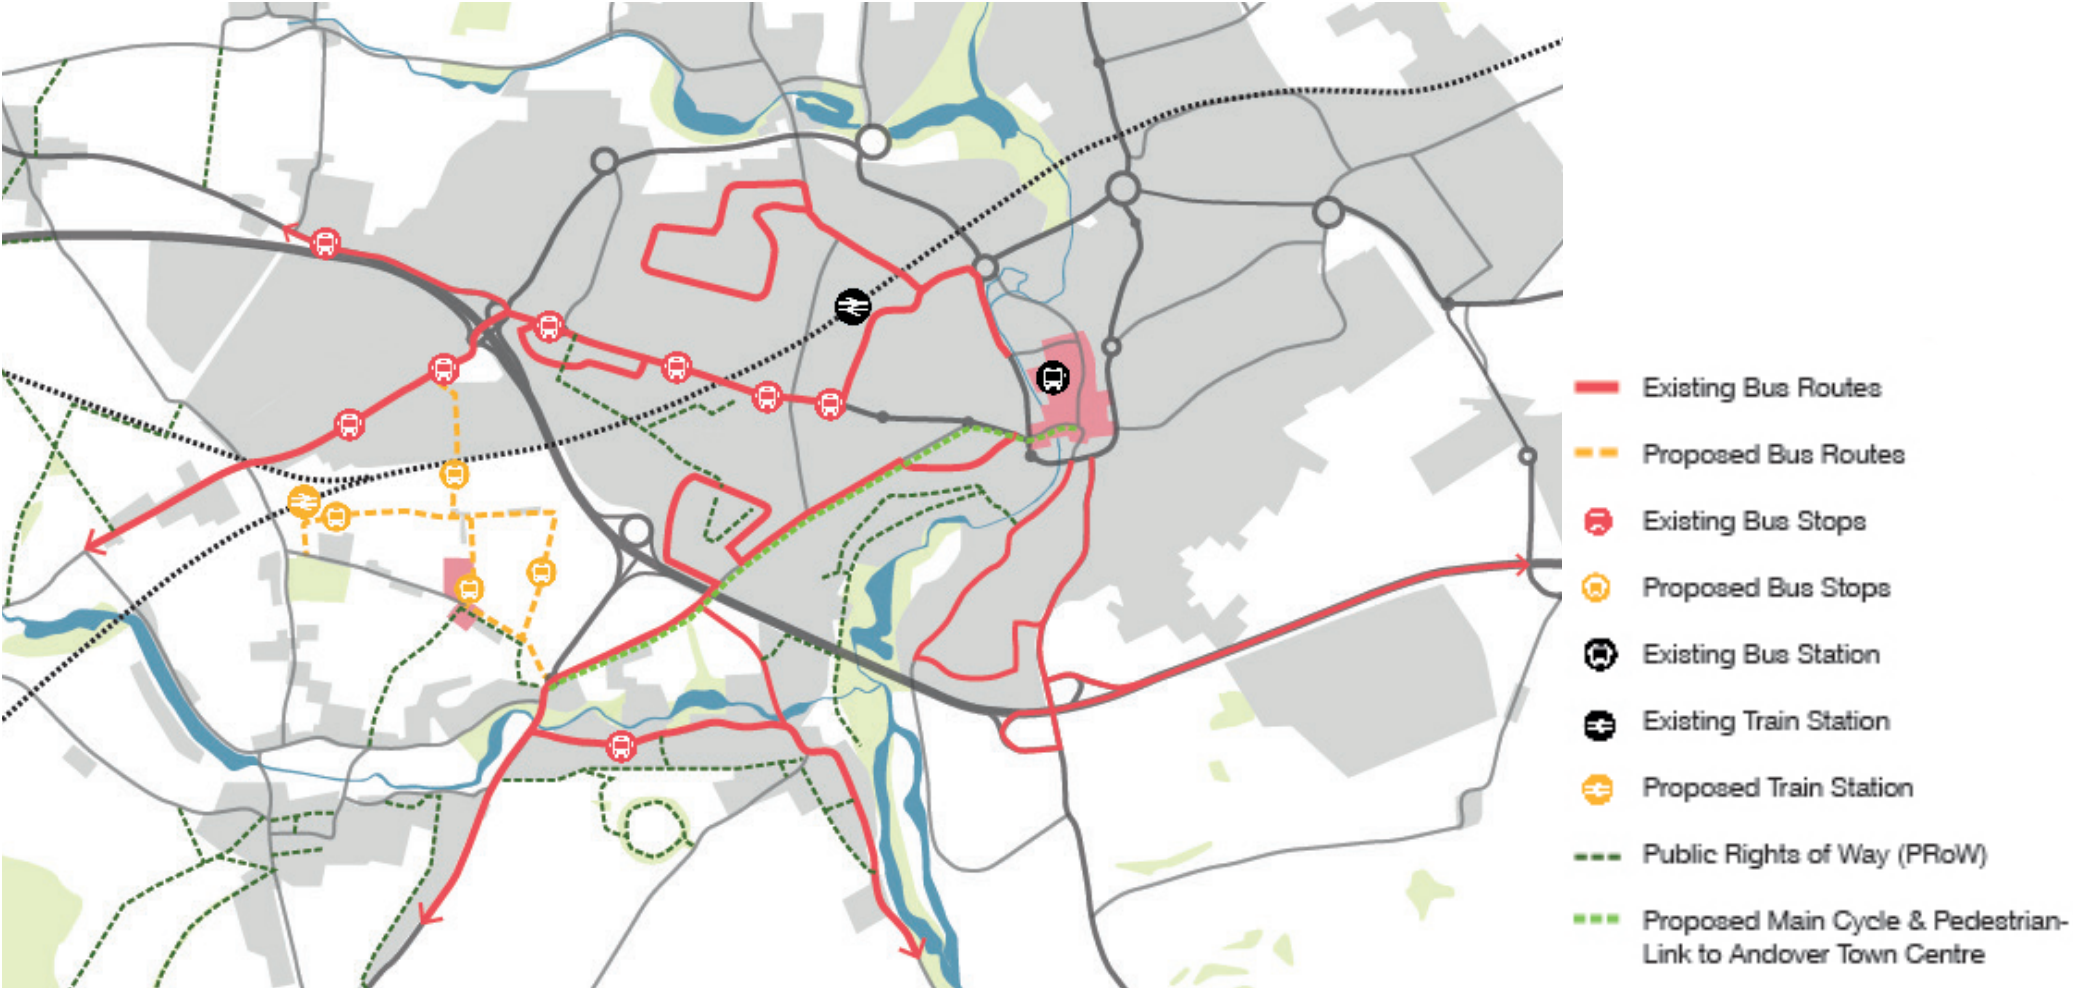 Existing Bus Routes
Proposed Bus Routes
Existing Bus Stops
Proposed Bus Stops
Existing Bus Station
Existing Train Station
Proposed Train Station
Public Rights of Way (PRoW)
Proposed Main Cycle & Pedestrian-
Link to Andover Town Centre